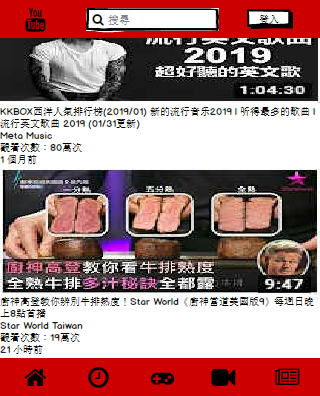 You
Tube
搜尋
登入
流行英文歌曲
2019
超好聽的英文歌
1:04:30
KKBOX西洋人氣排行榜(2019/01) 新的流行音乐2019 l 听得最多的歌曲 l
流行英文歌曲 2019 (01/31更新)
Meta Music
觀看次數：80萬次
1 個月前
一分熟 五分熟 全熟
廚神高登教你看牛排熟度
全熟牛排多汁秘訣全都露
9:47
廚神高登教你辨別牛排熟度！Star World《廚神當道美國版9》每週日晚
上8點首播
Star World Taiwan
觀看次數：19萬次
21 小時前